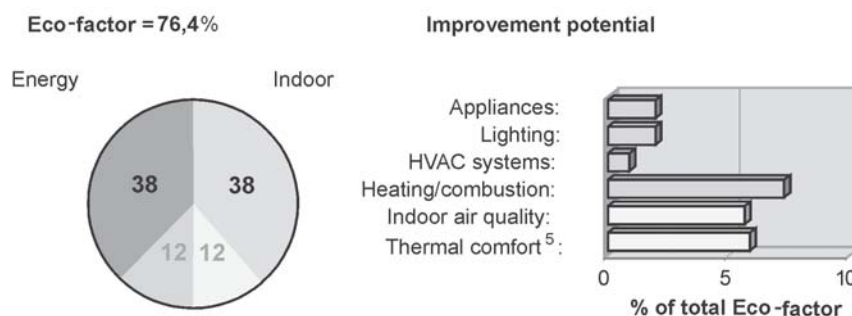 Eco-factor = 76,4%
Improvement potential
Energy
Indoor
38
38
12
12
Appliances:
Lighting:
HVAC systems:
Heating/combustion:
Indoor air quality:
Thermal comfort 5 :
0
5
10
% of total Eco-factor